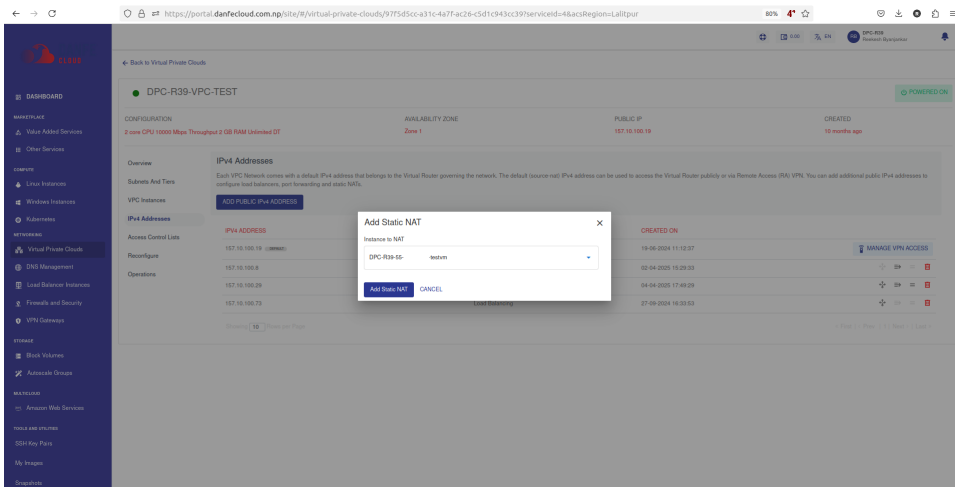 https://portal.danfecloud.com.np/site/#/virtual-private-clouds/97f5d5cc-a31c-4a7f-ac26-c5d1c943cc39?serviceId=4&acsRegion=Lalitpur
80%
0.00
EN
RB
DPC-R39
CLOUD
Back to Virtual Private Clouds
DASHBOARD
MARKETPLACE
Value Added Services
Other Services
COMPUTE
Linux Instances
Windows Instances
Kubernetes
NETWORKING
Virtual Private Clouds
DNS Management
Load Balancer Instances
Firewalls and Security
VPN Gateways
STORAGE
Block Volumes
Autoscale Groups
MULTICLOUD
Amazon Web Services
TOOLS AND UTILITIES
SSH Key Pairs
My Images
Snapshots
DPC-R39-VPC-TEST
POWERED ON
CONFIGURATION
AVAILABILITY ZONE
PUBLIC IP
CREATED
2 core CPU 10000 Mbps Throughput 2 GB RAM Unlimited DT
Zone 1
157.10.100.19
10 months ago
Overview
Subnets And Tiers
VPC Instances
IPv4 Addresses
Access Control Lists
Reconfigure
Operations
IPv4 Addresses
Each VPC Network comes with a default IPv4 address that belongs to the Virtual Router governing the network. The default (source-nat) IPv4 address can be used to access the Virtual Router publicly or via Remote Access (RA) VPN. You can add additional public IPv4 addresses to
configure load balancers, port forwarding and static NATs.
ADD PUBLIC IPv4 ADDRESS
IPV4 ADDRESS
CREATED ON
157.10.100.19
19-06-2024 11:12:37
MANAGE VPN ACCESS
157.10.100.8
02-04-2025 15:29:03
157.10.100.29
04-04-2025 17:49:29
157.10.100.73
Load Balancing
27-09-2024 16:33:53
Showing 10 Rows per Page
Add Static NAT
Instance to NAT
DPC-R39-55- -testvm
Add Static NAT
CANCEL